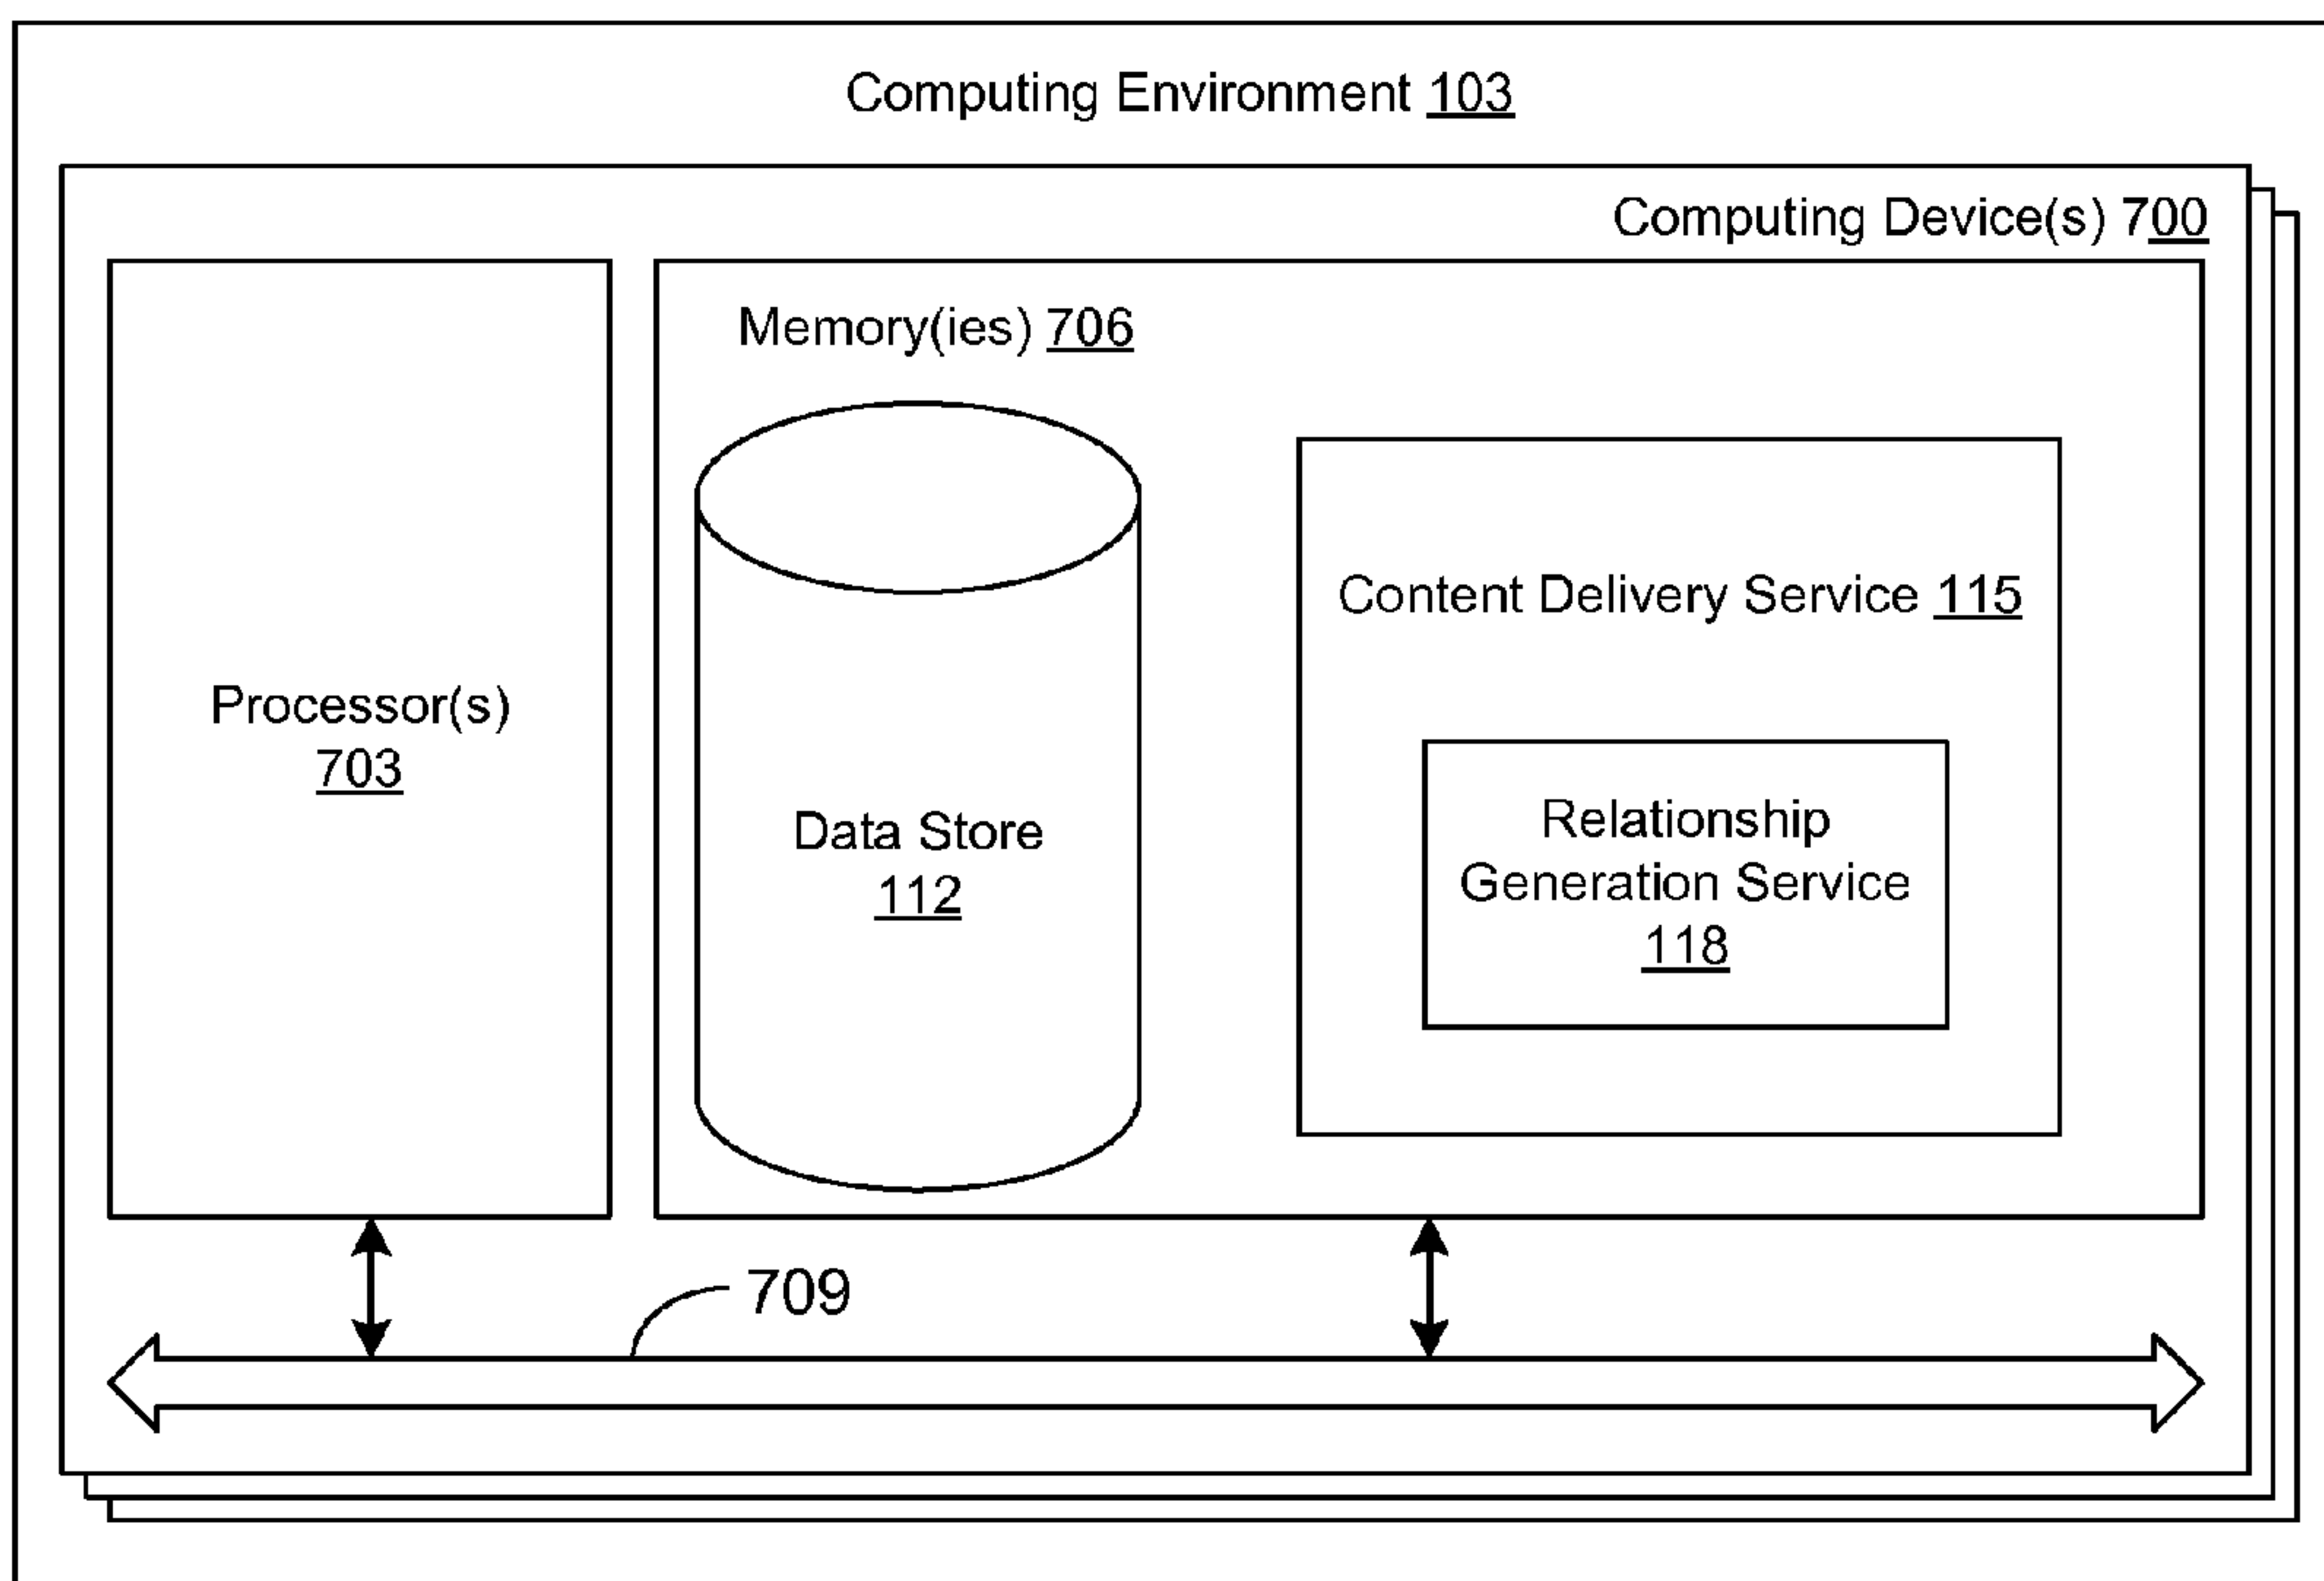 Computing Environment 103
Computing Device(s) 700
Memory(ies) 706
Content Delivery Service 115
Processor(s)
703
Data Store
112
Relationship
Generation Service
118
709